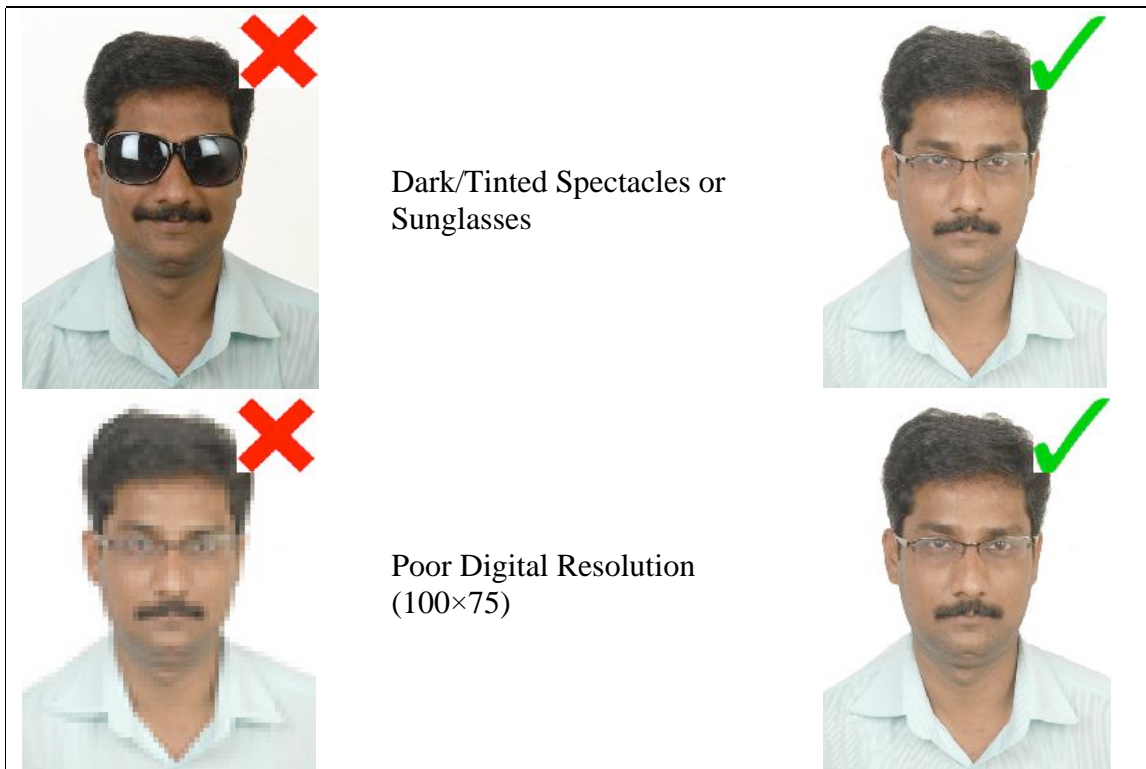 Dark/Tinted Spectacles or
Sunglasses
Poor Digital Resolution
(100×75)